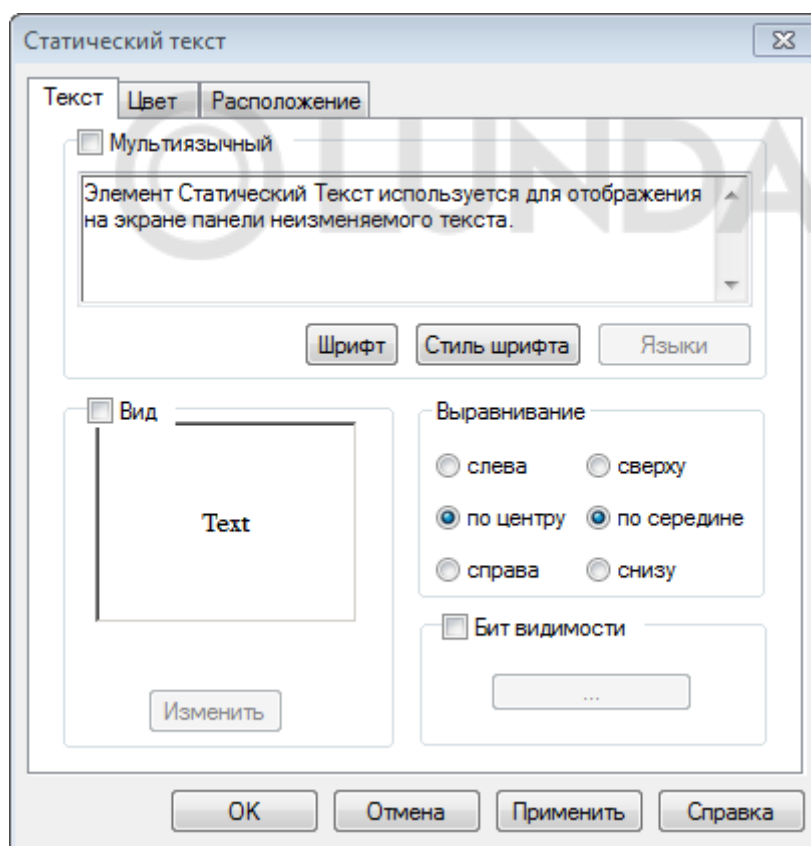 Статический текст
Текст Цвет Расположение
Мультиязычный
Элемент Статический Текст используется для отображения
на экране панели неизменяемого текста.
Шрифт Стиль шрифта Языки
Вид
Text
Изменить
Выравнивание
слева сверху
по центру по середине
справа снизу
Бит видимости
...
OK Отмена Применить Справка
LUNDA